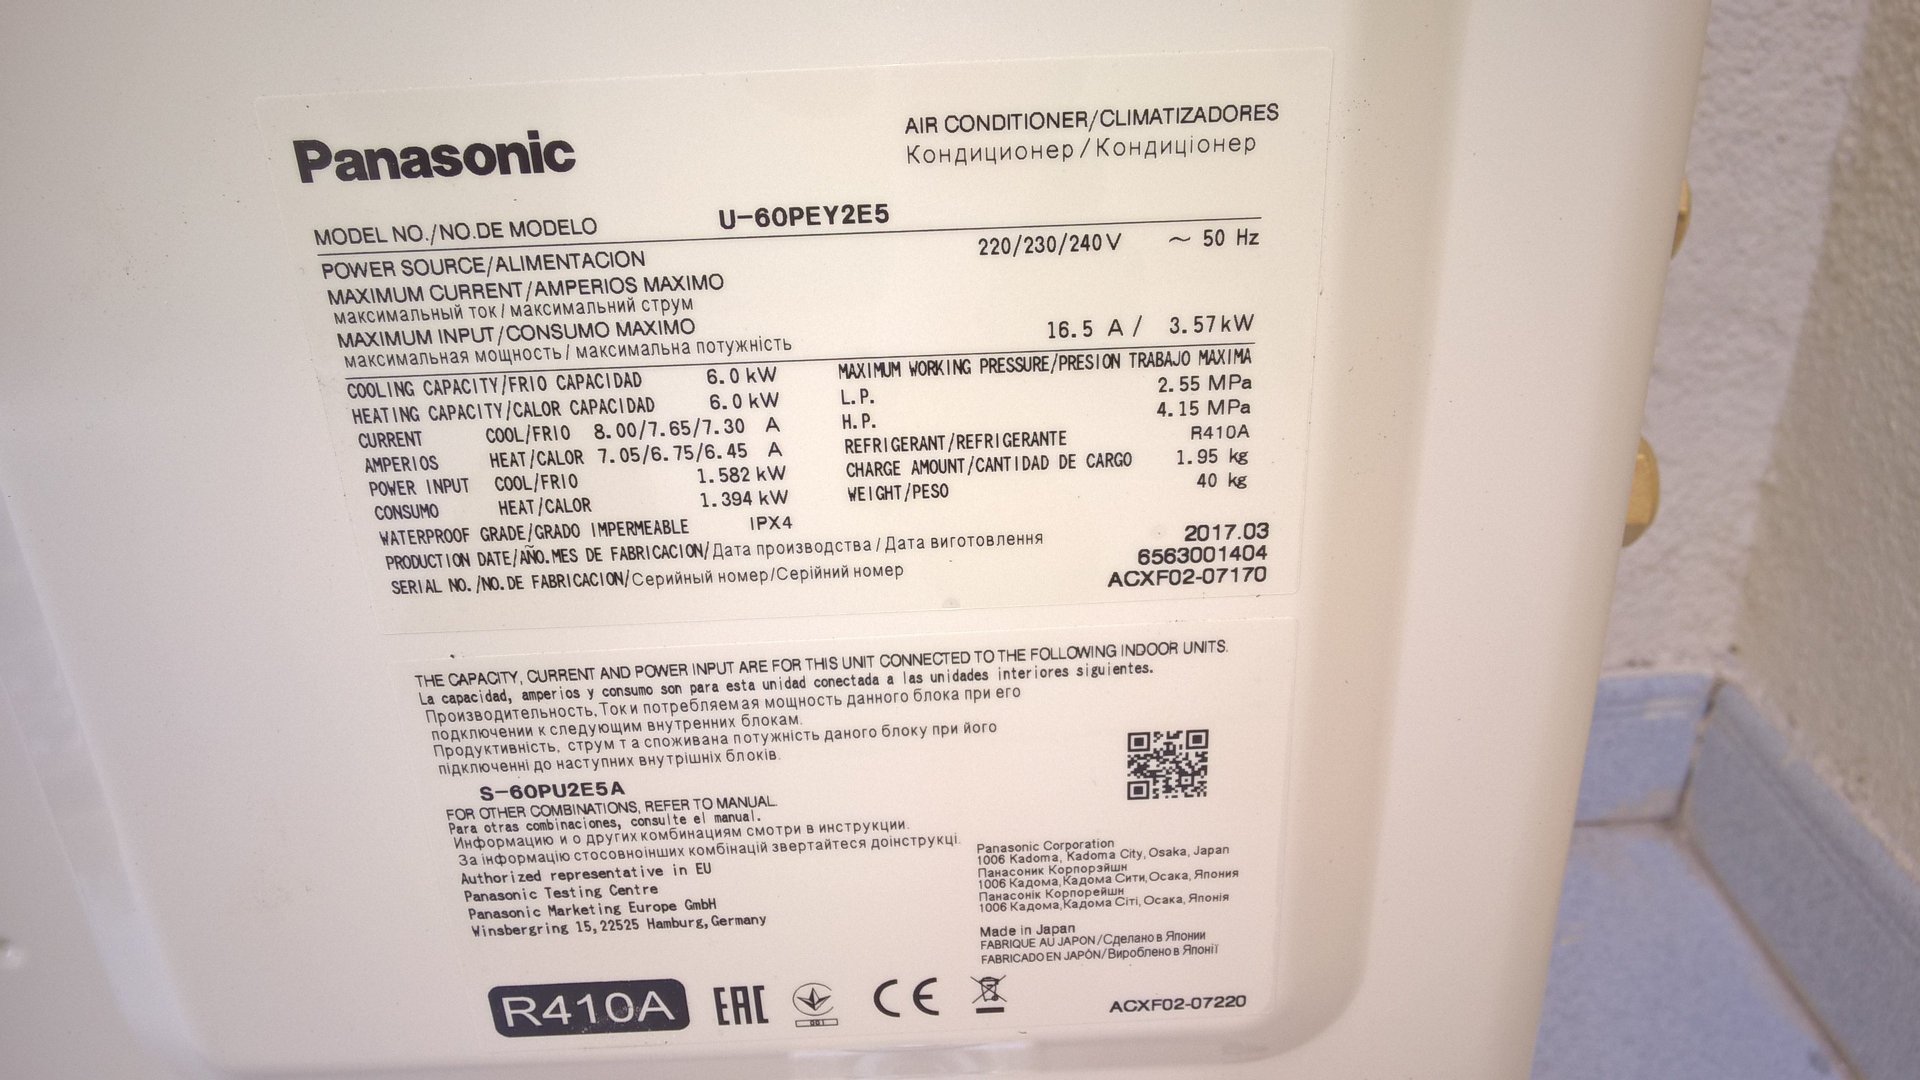 Panasonic
AIR CONDITIONER/CLIMATIZADORES
Кондиционер/Кондиціонер
MODEL NO./NO.DE MODELO U-60PEY2E5
POWER SOURCE/ALIMENTACION 220/230/240V ~ 50 Hz
MAXIMUM CURRENT/AMPERIOS MAXIMO
максимальный ток/максимальний струм
MAXIMUM INPUT/CONSUMO MAXIMO 16.5 A / 3.57kW
максимальная мощность/максимальна потужність
COOLING CAPACITY/FRIO CAPACIDAD 6.0 kW
HEATING CAPACITY/CALOR CAPACIDAD 6.0 kW
CURRENT COOL/FRIO 8.00/7.65/7.30 A
AMPERIOS HEAT/CALOR 7.05/6.75/6.45 A
POWER INPUT COOL/FRIO 1.582 kW
CONSUMO HEAT/CALOR 1.394 kW
WATERPROOF GRADE/GRADO IMPERMEABLE IPX4
MAXIMUM WORKING PRESSURE/PRESION TRABAJO MAXIMA
L.P. 2.55 MPa
H.P. 4.15 MPa
REFRIGERANT/REFRIGERANTE R410A
CHARGE AMOUNT/CANTIDAD DE CARGO 1.95 kg
WEIGHT/PESO 40 kg
PRODUCTION DATE/AÑO.MES DE FABRICACION/Дата производства/Дата виготовлення 2017.03
SERIAL NO./NO.DE FABRICACION/Серийный номер/Серійний номер 6563001404
ACXF02-07170
THE CAPACITY, CURRENT AND POWER INPUT ARE FOR THIS UNIT CONNECTED TO THE FOLLOWING INDOOR UNITS.
La capacidad, amperios y consumo son para esta unidad conectada a las unidades interiores siguientes.
Производительность,Токи потребляемая мощность данного блока при его
подключении к следующим внутренних блокам.
Продуктивність, струм та споживана потужність даного блоку при його
підключенні до наступних внутрішніх блоків.
S-60PU2E5A
FOR OTHER COMBINATIONS, REFER TO MANUAL.
Para otras combinaciones, consulte el manual.
Информацию и о других комбинациям смотри в инструкции.
За інформацію стосовноінших комбінацій звертайтеся доінструкції.
Authorized representative in EU
Panasonic Testing Centre
Panasonic Marketing Europe GmbH
Winsbergring 15,22525 Hamburg,Germany
Panasonic Corporation
1006 Kadoma, Kadoma City, Osaka, Japan
Панасоник Корпорэйшн
1006 Кадома,Кадома Сити,Осака, Япония
Панасонік Корпорейшн
1006 Кадома,Кадома Сіті, Осака, Японія
Made in Japan
FABRIQUE AU JAPON/Сделано в Японии
FABRICADO EN JAPÓN/Вироблено в Японії
R410A EAC 001 CE
ACXF02-07220